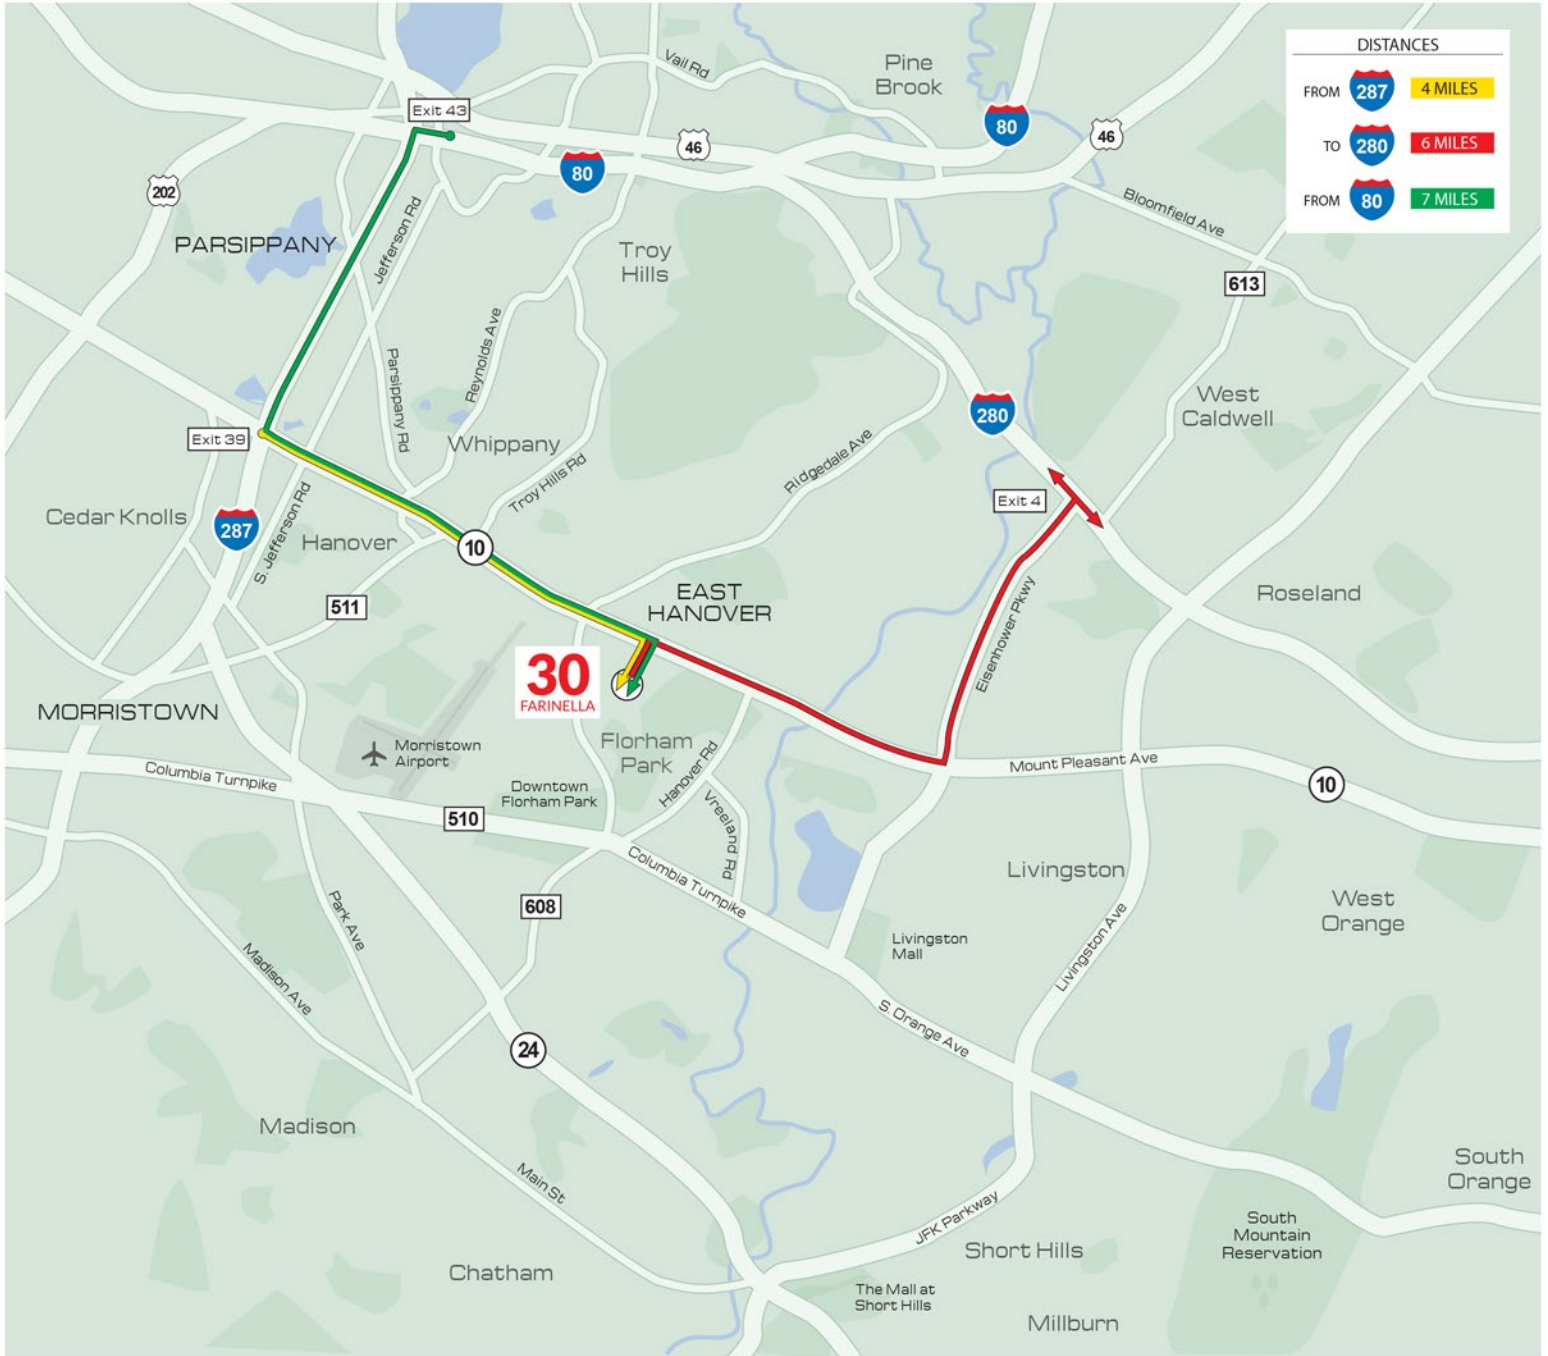 DISTANCES
FROM 287 4 MILES
TO 280 6 MILES
FROM 80 7 MILES
Pine
Brook
Vail Rd
Exit 43
80
46
46
80
202
Bloomfield Ave
PARSIPPANY
Jefferson Rd
Troy
Hills
613
Reynolds Ave
Parsippany Rd
West
Caldwell
280
Exit 39
Whippany
Ridgedale Ave
Troy Hills Rd
Exit 4
Cedar Knolls
287
S. Jefferson Rd
Hanover
10
EAST
HANOVER
511
Roseland
Eisenhower Pkwy
30
FARINELLA
MORRISTOWN
Morristown
Airport
Florham
Park
Hanover Rd
Mount Pleasant Ave
10
Columbia Turnpike
Downtown
Florham Park
510
Vreeland Rd
Columbia Turnpike
Livingston
West
Orange
608
Park Ave
Madison Ave
Livingston
Mall
Livingston Ave
S. Orange Ave
24
Madison
Main St
South
Orange
JFK Parkway
South
Mountain
Reservation
Short Hills
Chatham
The Mall at
Short Hills
Millburn